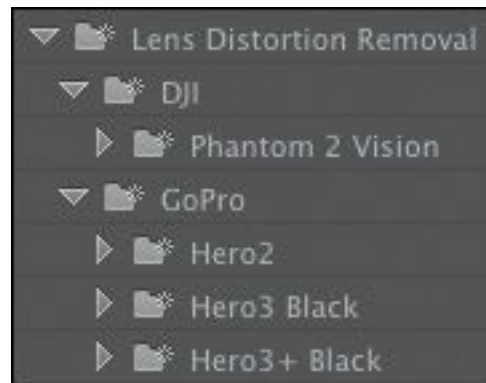 Lens Distortion Removal
DJI
Phantom 2 Vision
GoPro
Hero2
Hero3 Black
Hero3+ Black